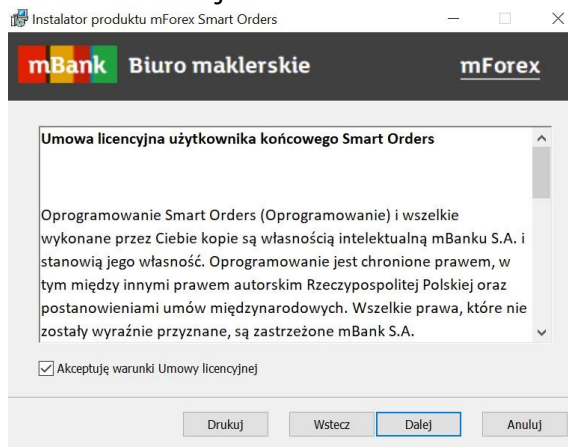 Instalator produktu mForex Smart Orders
mBank Biuro maklerskie mForex
Umowa licencyjna użytkownika końcowego Smart Orders
Oprogramowanie Smart Orders (Oprogramowanie) i wszelkie
wykonane przez Ciebie kopie są własnością intelektualną mBanku S.A. i
stanowią jego własność. Oprogramowanie jest chronione prawem, w
tym między innymi prawem autorskim Rzeczypospolitej Polskiej oraz
postanowieniami umów międzynarodowych. Wszelkie prawa, które nie
zostały wyraźnie przyznane, są zastrzeżone mBank S.A.
Akceptuję warunki Umowy licencyjnej
Drukuj Wstecz Dalej Anuluj